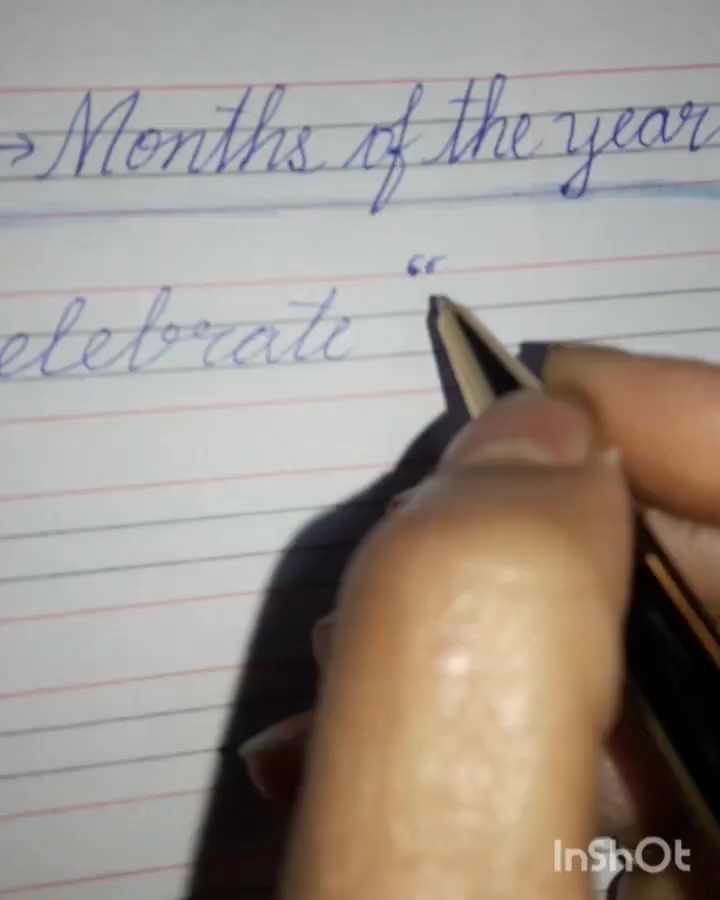 → Months of the year
elebrate “
InShOt